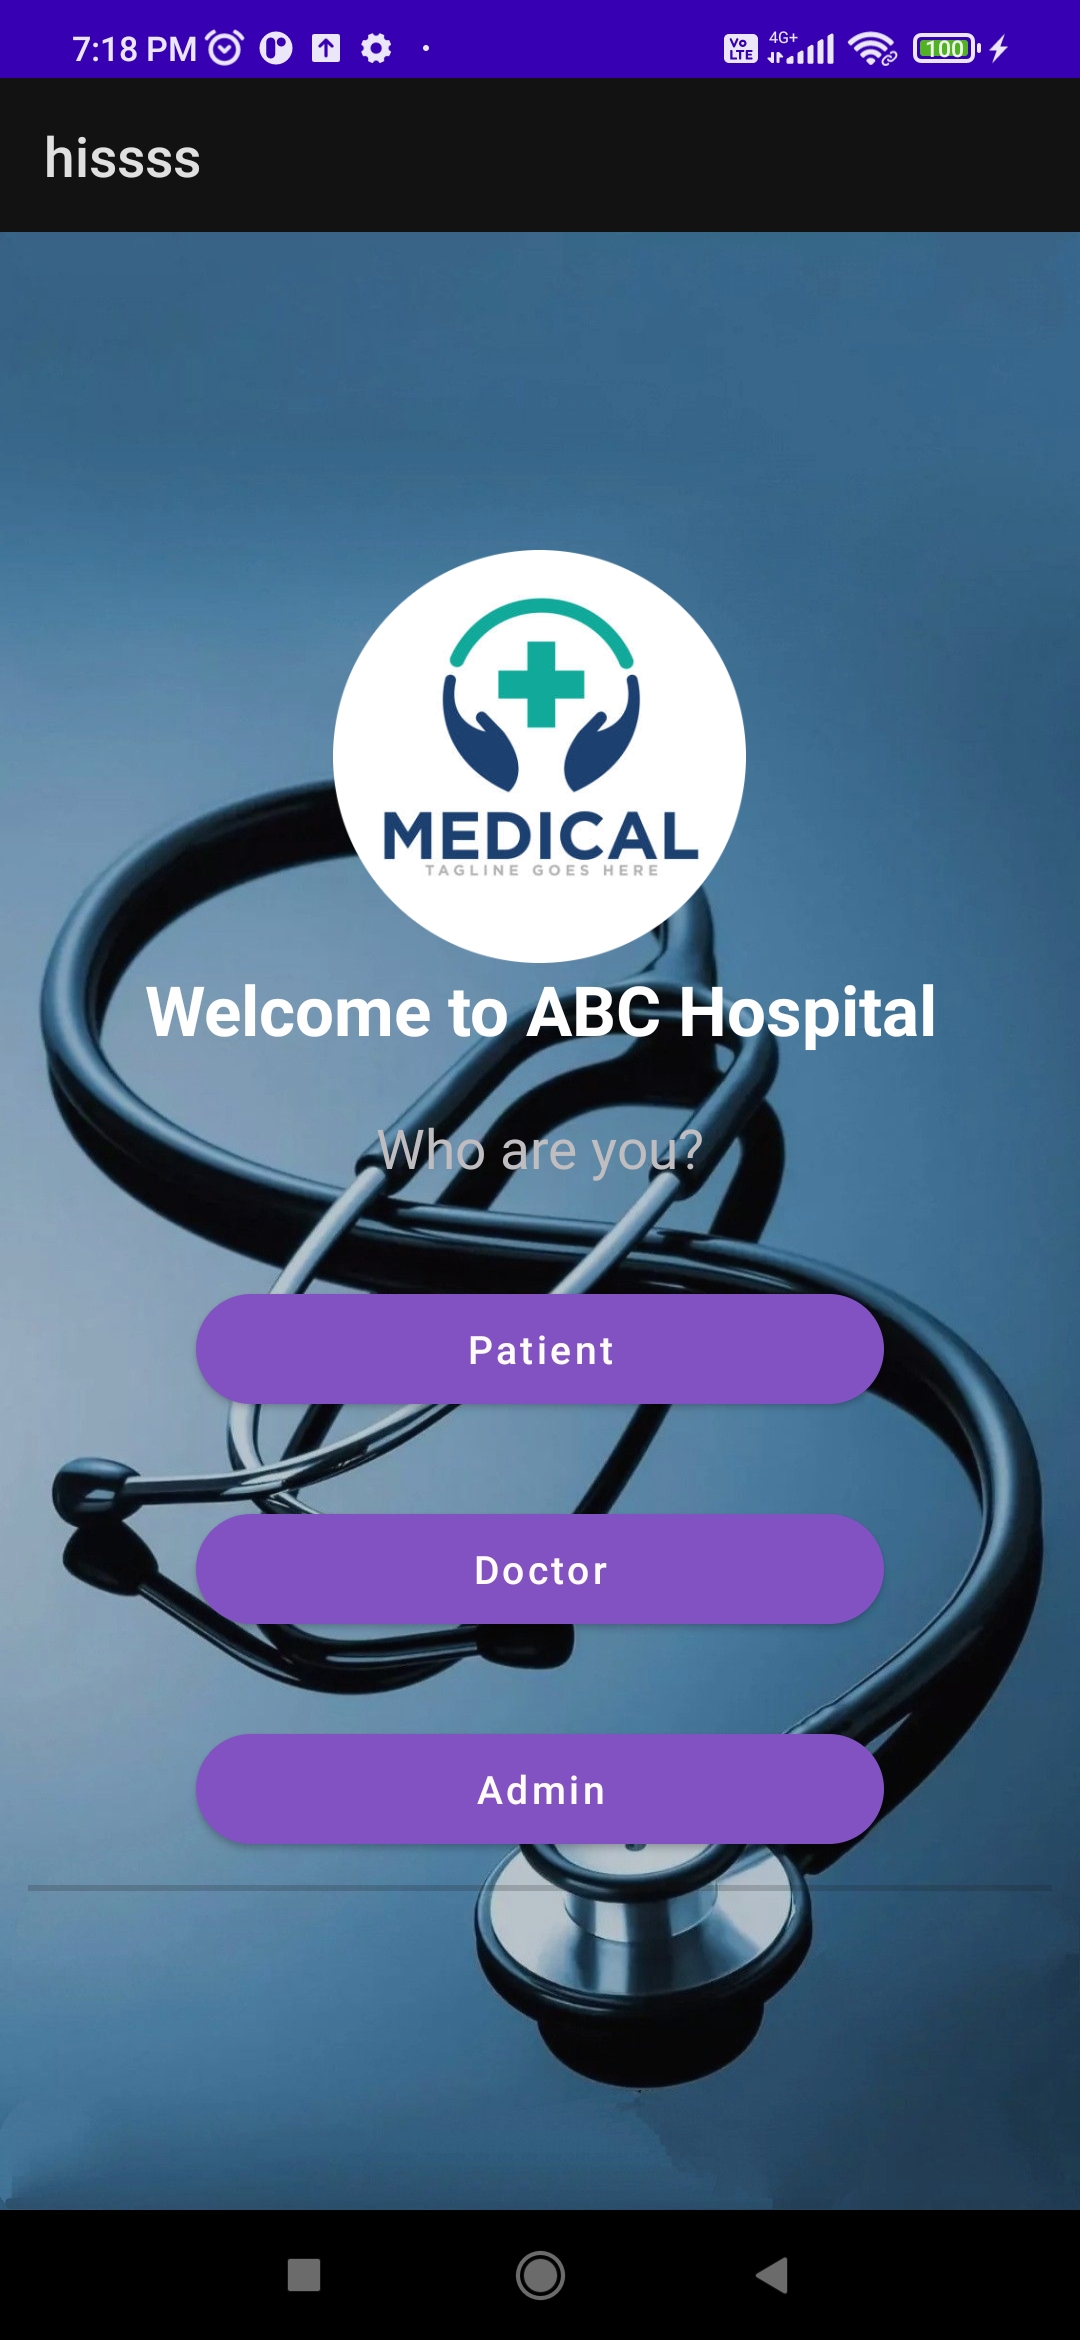 7:18 PM
Vo LTE 4G+ 100
hissss
MEDICAL
TAGLINE GOES HERE
Welcome to ABC Hospital
Who are you?
Patient
Doctor
Admin